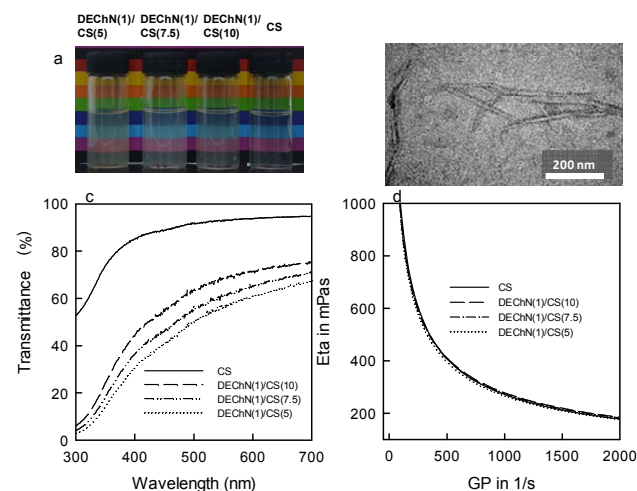 DEChN(1)/ DEChN(1)/ DEChN(1)/ CS
CS(5) CS(7.5) CS(10)
a
200 nm
c
100
80
60
40
20
0
Transmittance (%)
CS
DEChN(1)/CS(10)
DEChN(1)/CS(7.5)
DEChN(1)/CS(5)
300 400 500 600 700
Wavelength (nm)
d
1000
800
600
400
200
Eta in mPas
CS
DEChN(1)/CS(10)
DEChN(1)/CS(7.5)
DEChN(1)/CS(5)
0 500 1000 1500 2000
GP in 1/s